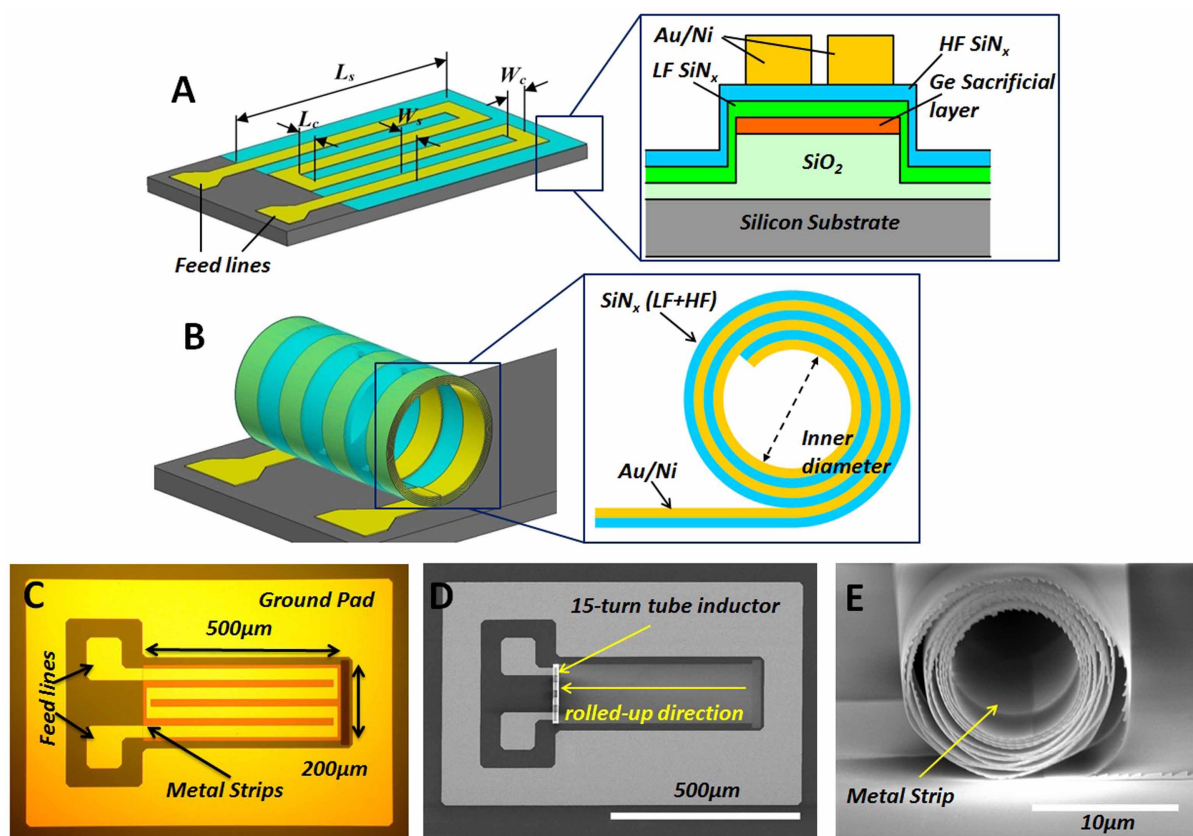 A
Ls
Wc
Lc
Ws
Feed lines
Au/Ni
HF SiNx
LF SiNx
Ge Sacrificial
layer
SiO2
Silicon Substrate
B
SiNx (LF+HF)
Inner
diameter
Au/Ni
C
Ground Pad
500μm
Feed lines
200μm
Metal Strips
D
15-turn tube inductor
rolled-up direction
500μm
E
Metal Strip
10μm